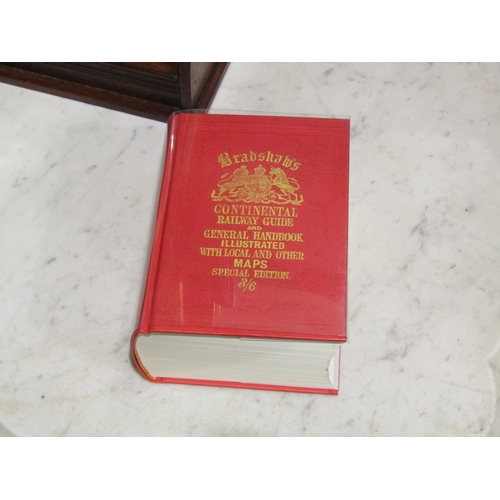 Bradshaw's
CONTINENTAL
RAILWAY GUIDE
AND
GENERAL HANDBOOK
ILLUSTRATED
WITH LOCAL AND OTHER
MAPS
SPECIAL EDITION.
3/6